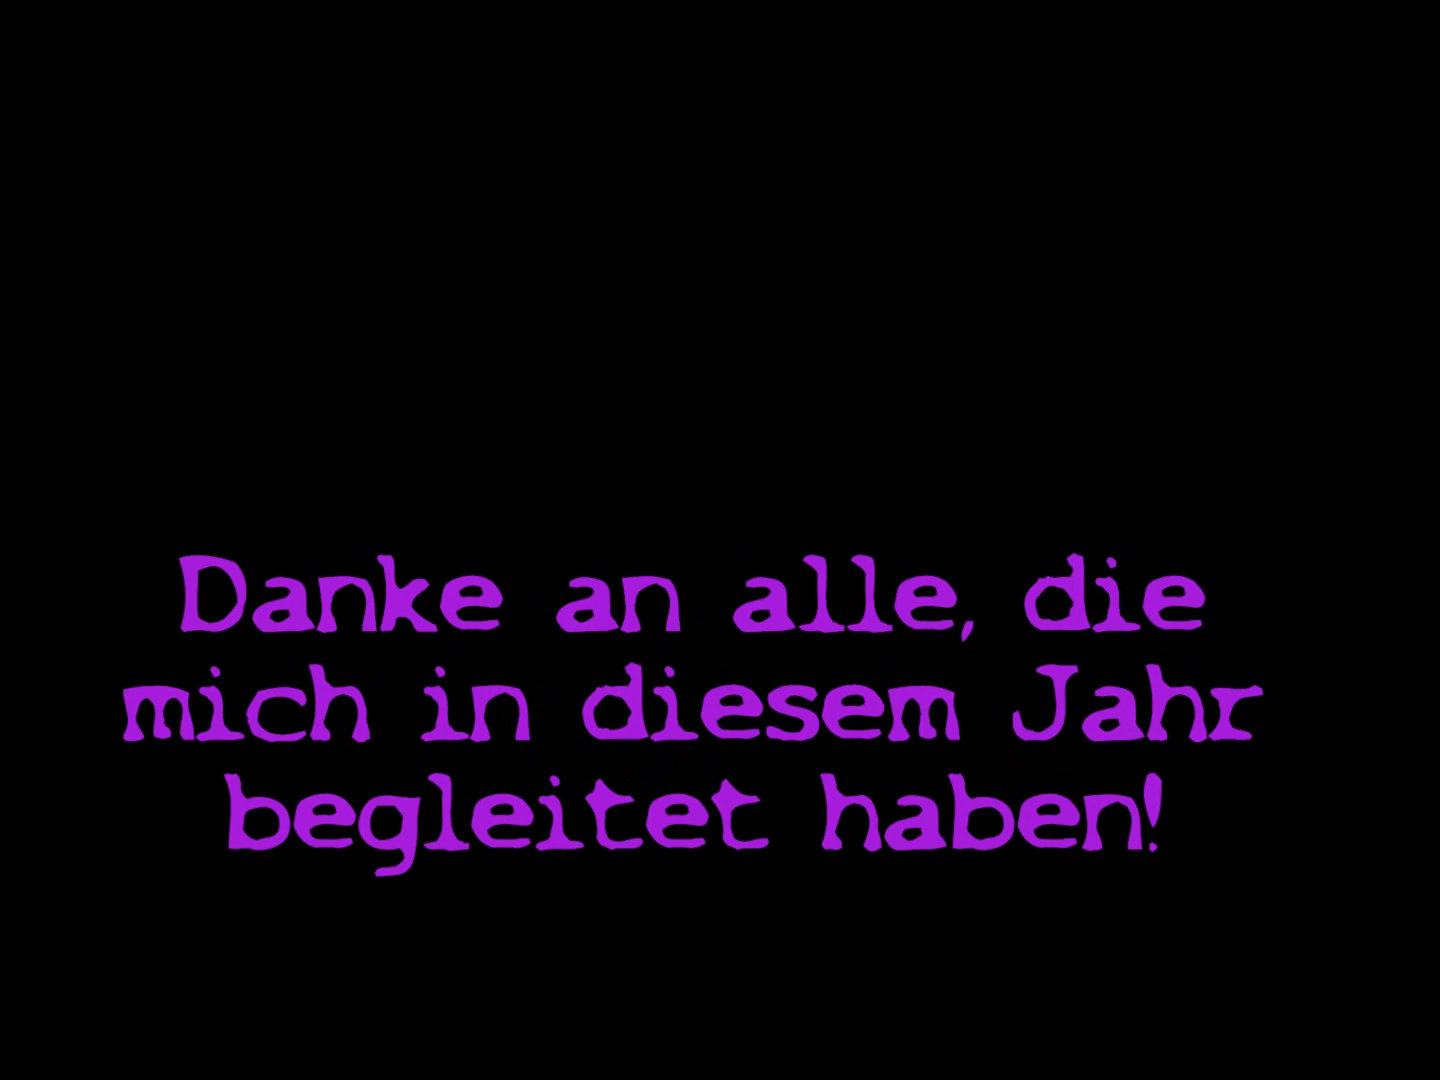 Danke an alle, die
mich in diesem Jahr
begleitet haben!